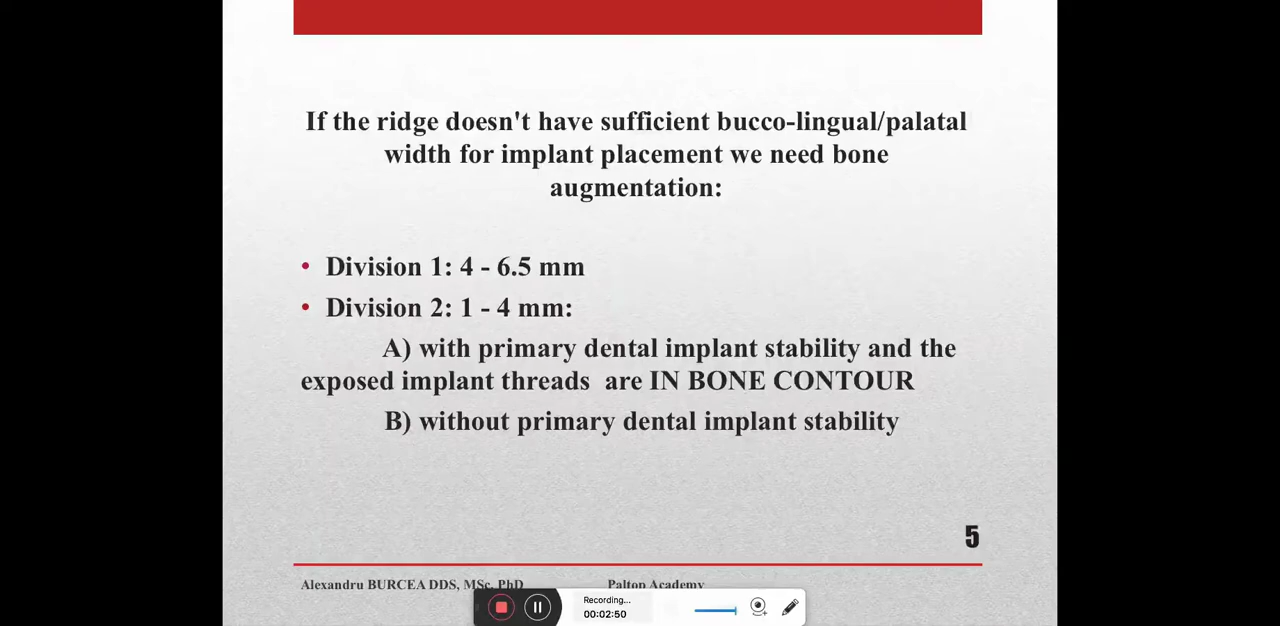 If the ridge doesn't have sufficient bucco-lingual/palatal
width for implant placement we need bone
augmentation:
• Division 1: 4 - 6.5 mm
• Division 2: 1 - 4 mm:
A) with primary dental implant stability and the
exposed implant threads are IN BONE CONTOUR
B) without primary dental implant stability
5
Alexandru BURCEA DDS, MSc, PhD Palton Academy
Recording...
00:02:50